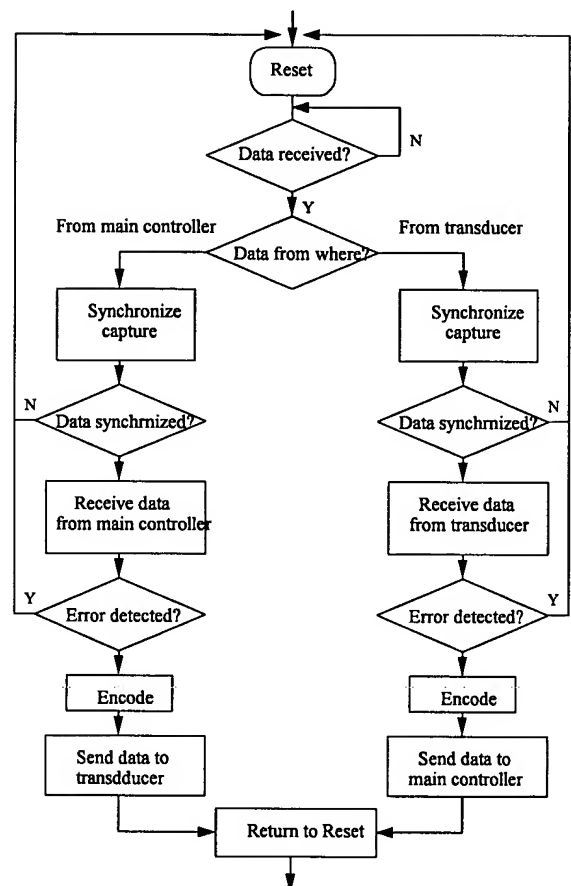 Reset
N
Data received?
Y
From main controller
From transducer
Data from where?
Synchronize
capture
Synchronize
capture
N
Data synchrnized?
Data synchrnized?
N
Receive data
from main controller
Receive data
from transducer
Y
Error detected?
Error detected?
Y
Encode
Encode
Send data to
transdducer
Send data to
main controller
Return to Reset